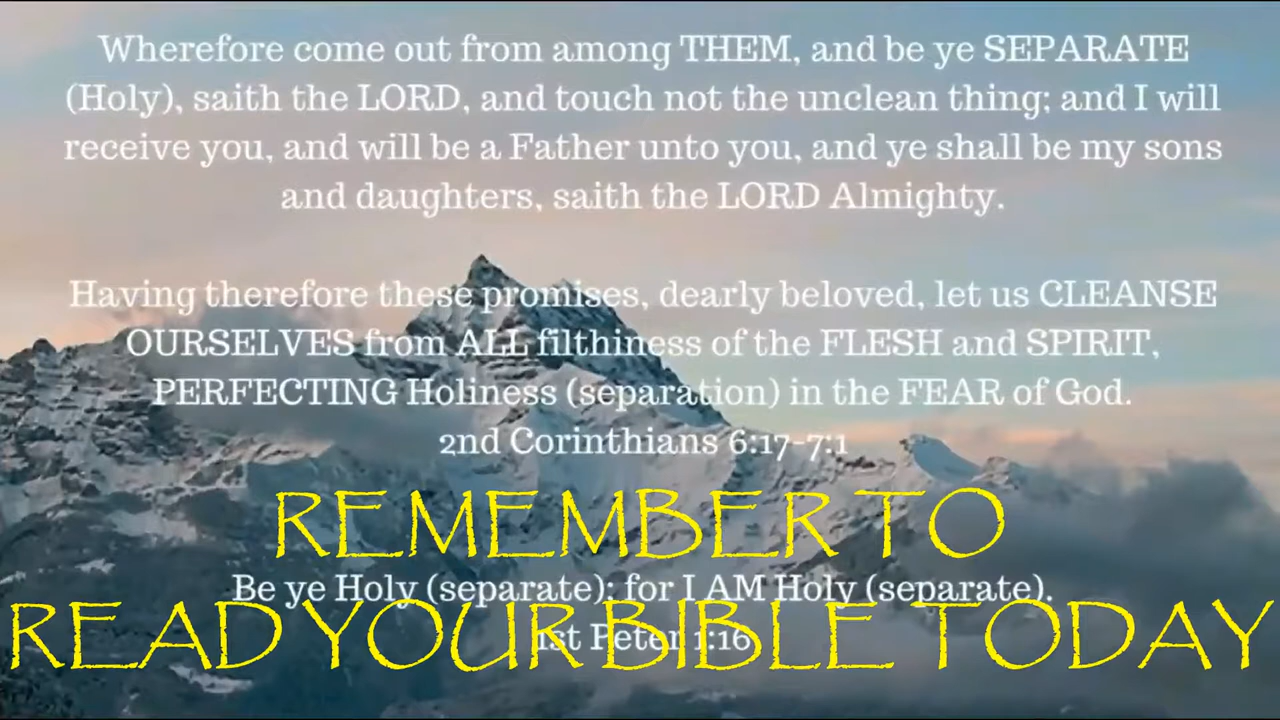 Wherefore come out from among THEM, and be ye SEPARATE
(Holy), saith the LORD, and touch not the unclean thing; and I will
receive you, and will be a Father unto you, and ye shall be my sons
and daughters, saith the LORD Almighty.
Having therefore these promises, dearly beloved, let us CLEANSE
OURSELVES from ALL filthiness of the FLESH and SPIRIT,
PERFECTING Holiness (separation) in the FEAR of God.
2nd Corinthians 6:17-7:1
REMEMBER TO
Be ye Holy (separate); for I AM Holy (separate).
READ YOUR BIBLE TODAY
1st Peter 1:16